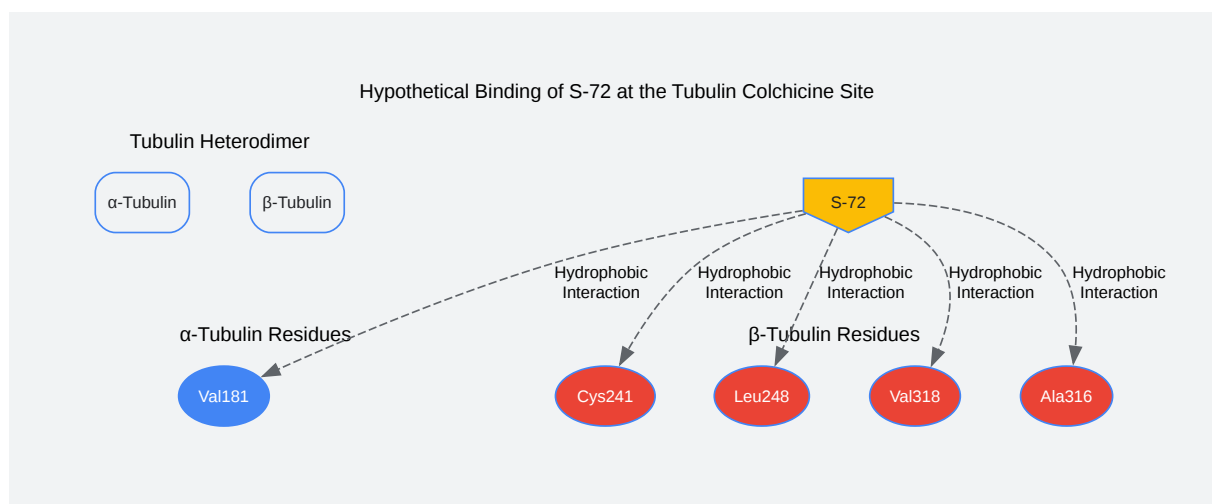 Hypothetical Binding of S-72 at the Tubulin Colchicine Site
Tubulin Heterodimer
α-Tubulin
β-Tubulin
S-72
Hydrophobic
Interaction
Hydrophobic
Interaction
Hydrophobic
Interaction
Hydrophobic
Interaction
Hydrophobic
Interaction
α-Tubulin Residues
β-Tubulin Residues
Val181
Cys241
Leu248
Val318
Ala316